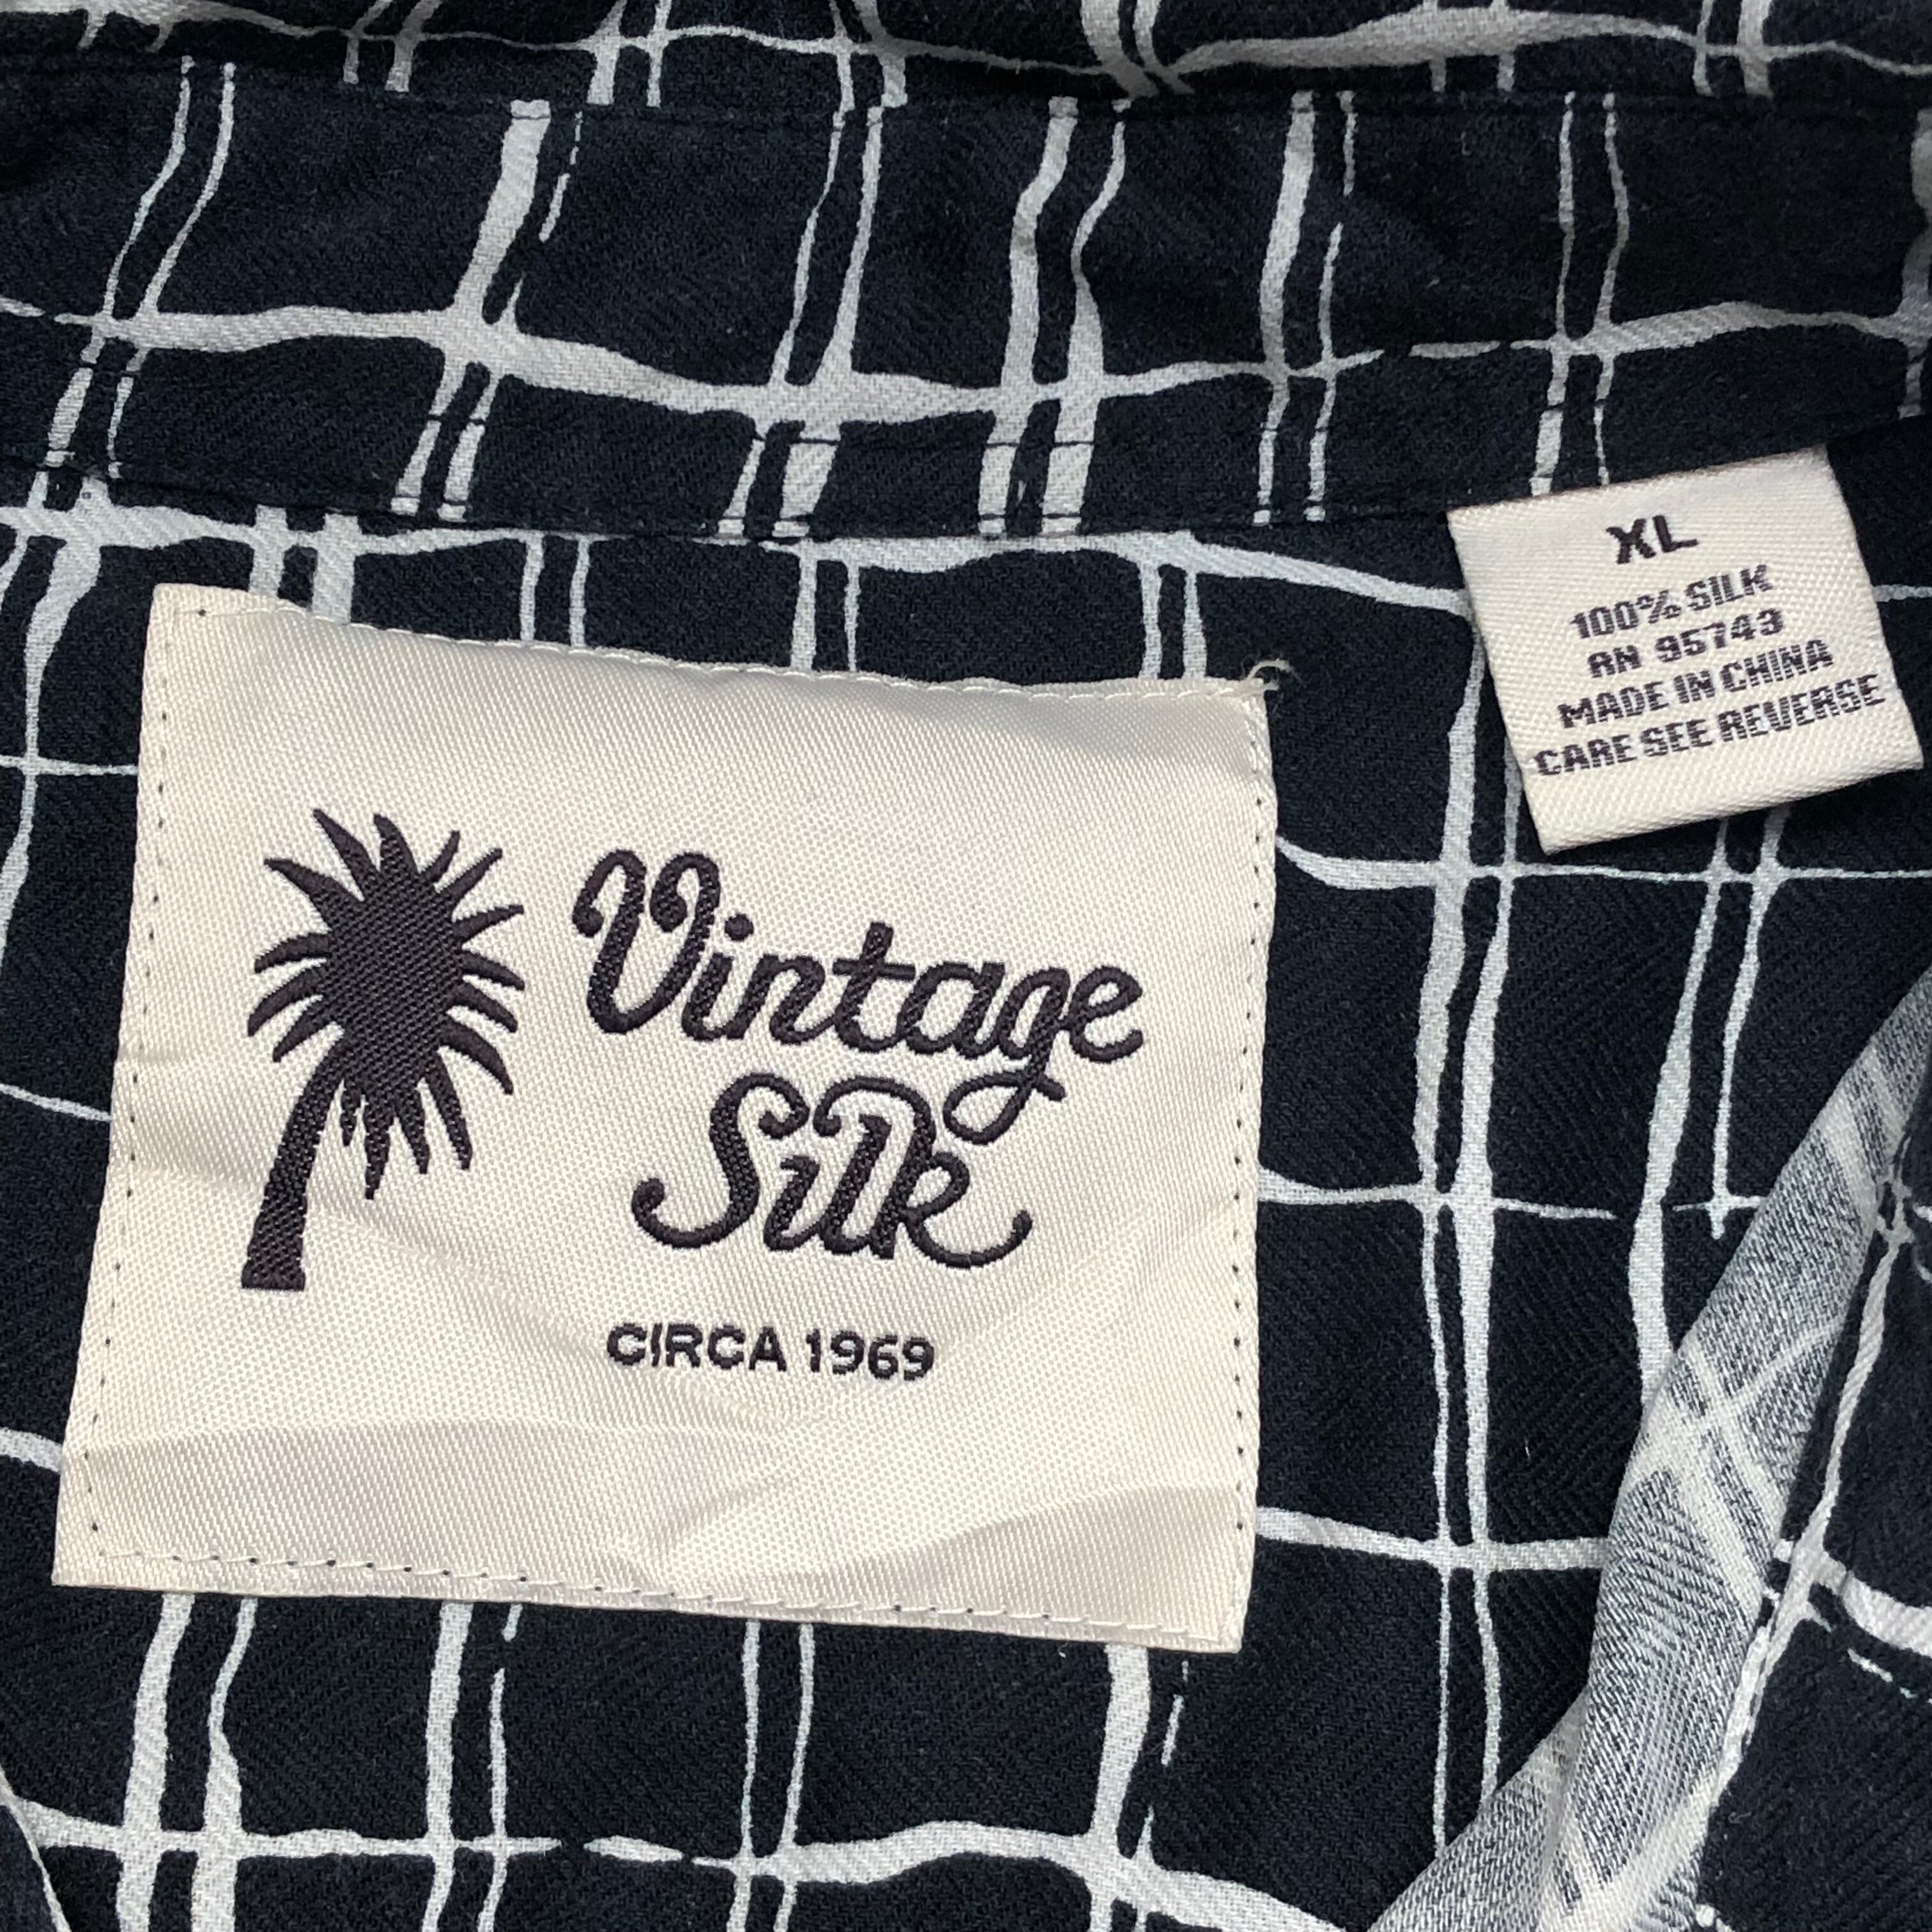 Vintage
Silk
CIRCA 1969
XL
100% SILK
RN 95743
MADE IN CHINA
CARE SEE REVERSE